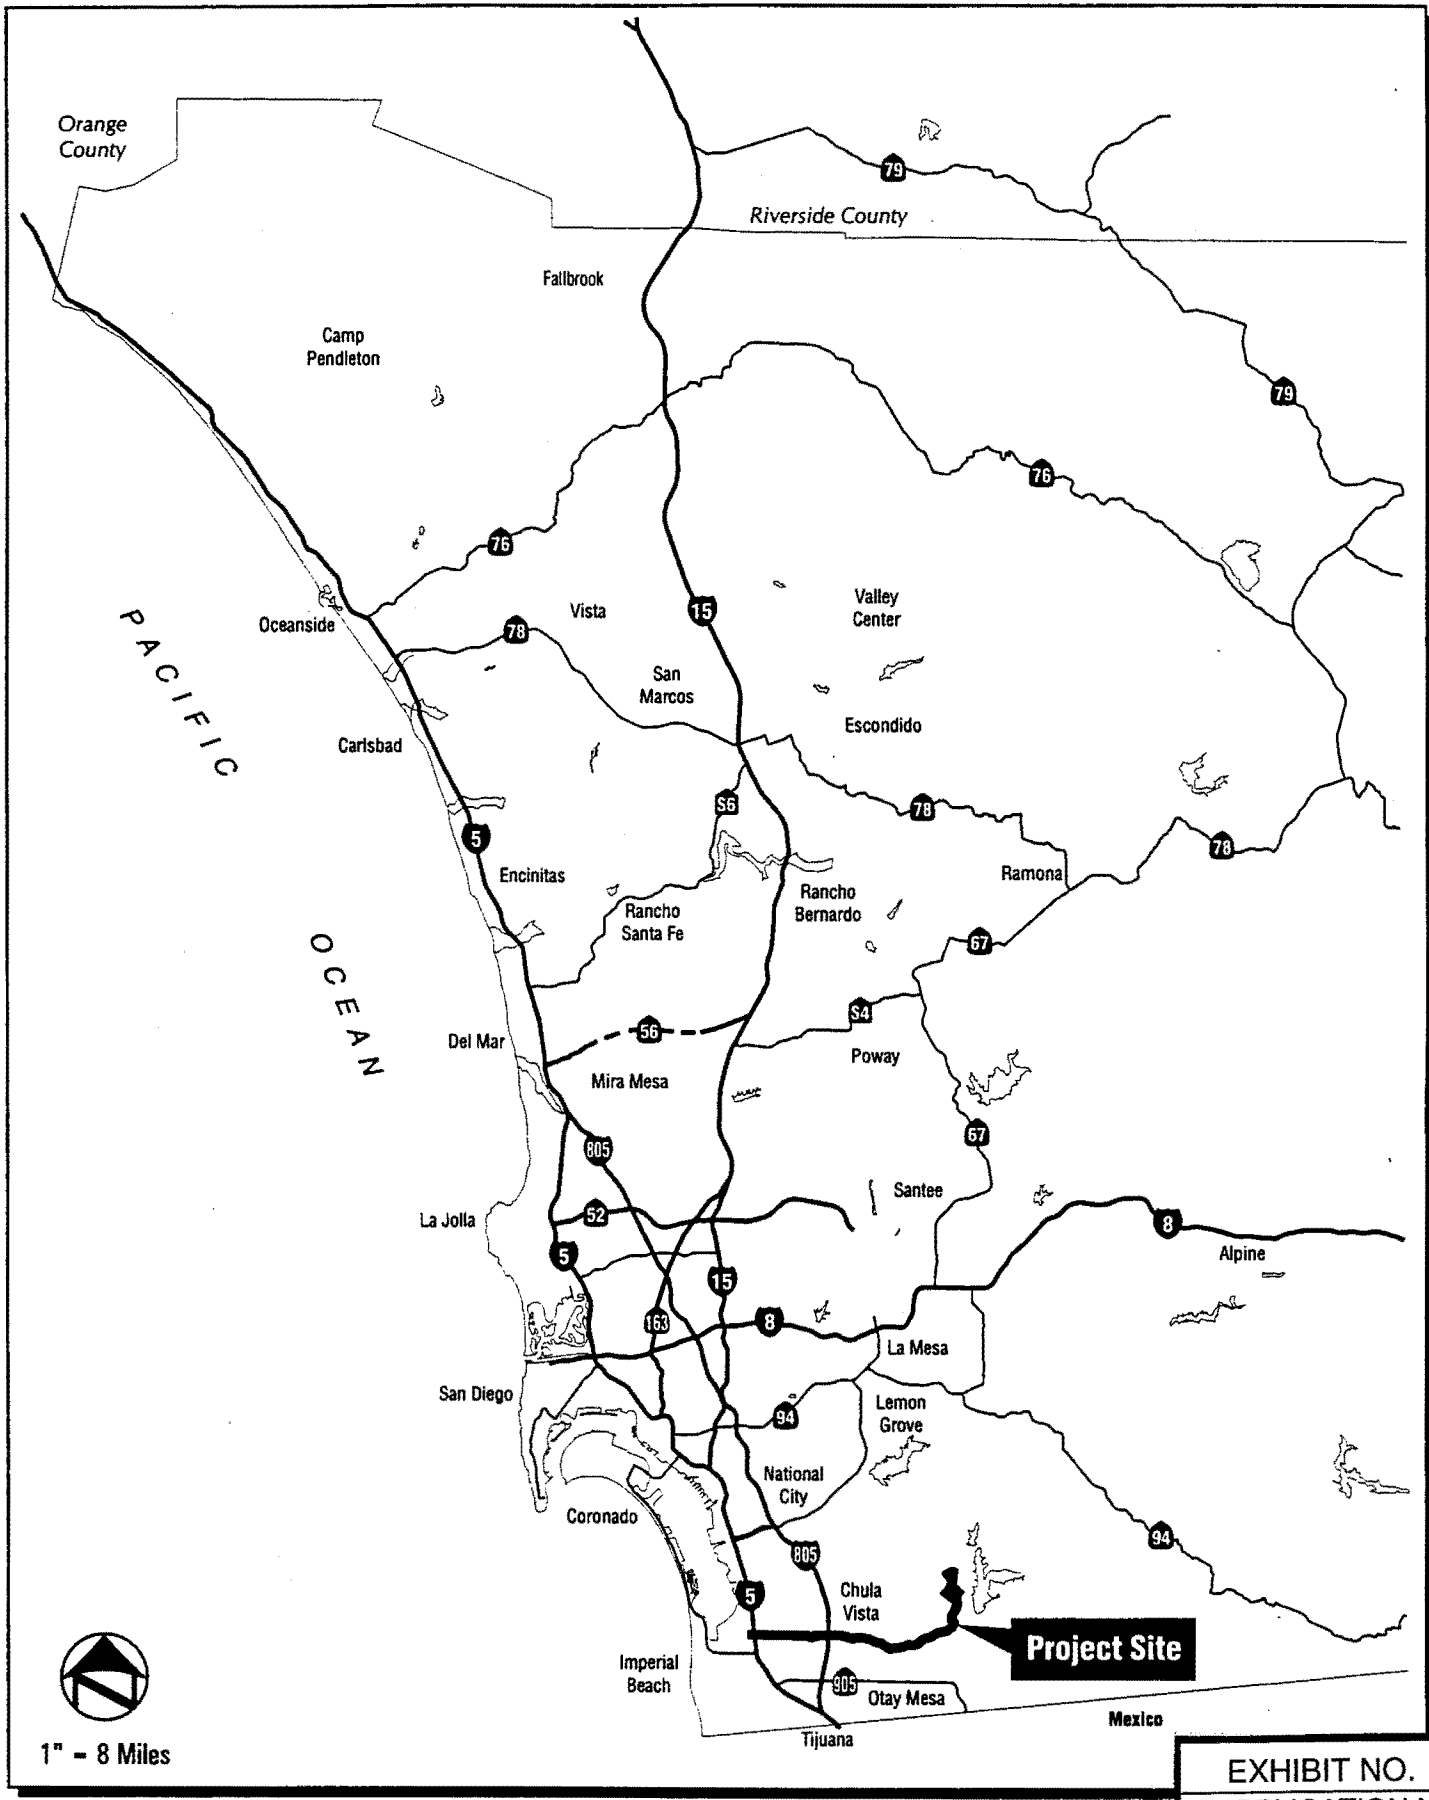 Orange
County
79
Riverside County
Fallbrook
Camp
Pendleton
79
76
76
Valley
Center
Vista
15
Oceanside
78
PACIFIC
San
Marcos
Escondido
Carlsbad
S6
78
5
78
Encinitas
Ramona
Rancho
Bernardo
Rancho
Santa Fe
OCEAN
67
S4
56
Del Mar
Poway
Mira Mesa
67
805
Santee
La Jolla
52
8
Alpine
5
15
163
8
La Mesa
San Diego
Lemon
Grove
94
National
City
Coronado
94
805
5
Chula
Vista
Project Site
Imperial
Beach
905
Otay Mesa
Mexico
Tijuana
1" = 8 Miles
EXHIBIT NO.